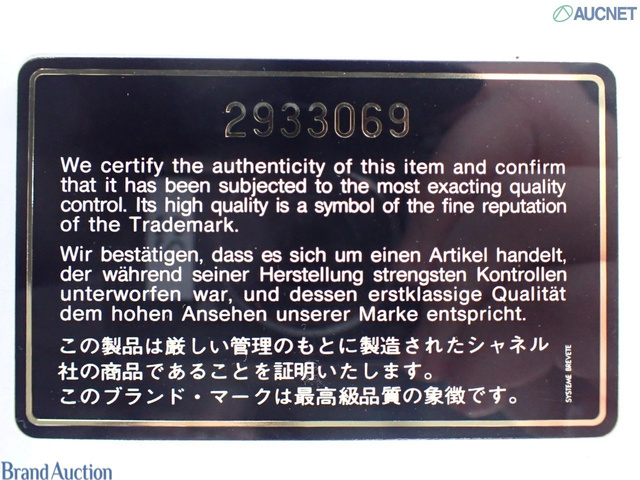 AUCNET
2933069
We certify the authenticity of this item and confirm
that it has been subjected to the most exacting quality
control. Its high quality is a symbol of the fine reputation
of the Trademark.
Wir bestätigen, dass es sich um einen Artikel handelt,
der während seiner Herstellung strengsten Kontrollen
unterworfen war, und dessen erstklassige Qualität
dem hohen Ansehen unserer Marke entspricht.
この製品は厳しい管理のもとに製造されたシャネル
社の商品であることを証明いたします。
このブランド・マークは最高級品質の象徴です。
SYSTEME BREVETE
Brand Auction